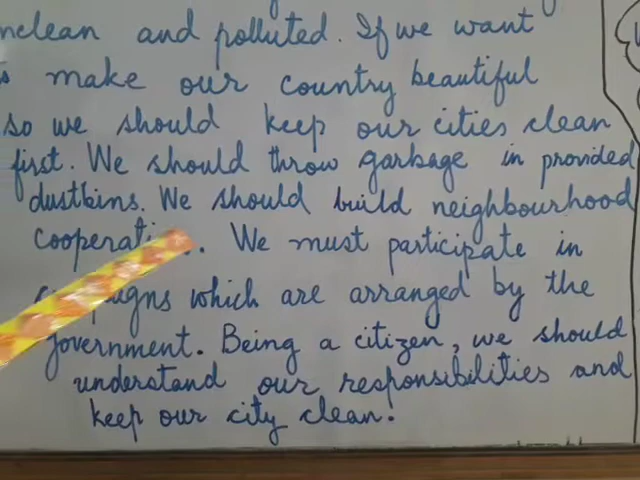 nclean and polluted. If we want
make our country beautiful
so we should keep our cities clean
first. We should throw garbage in provided
dustbins. We should build neighbourhood
We must participate in
which are arranged by the
government. Being a citizen, we should
understand our responsibilities and
keep our city clean.